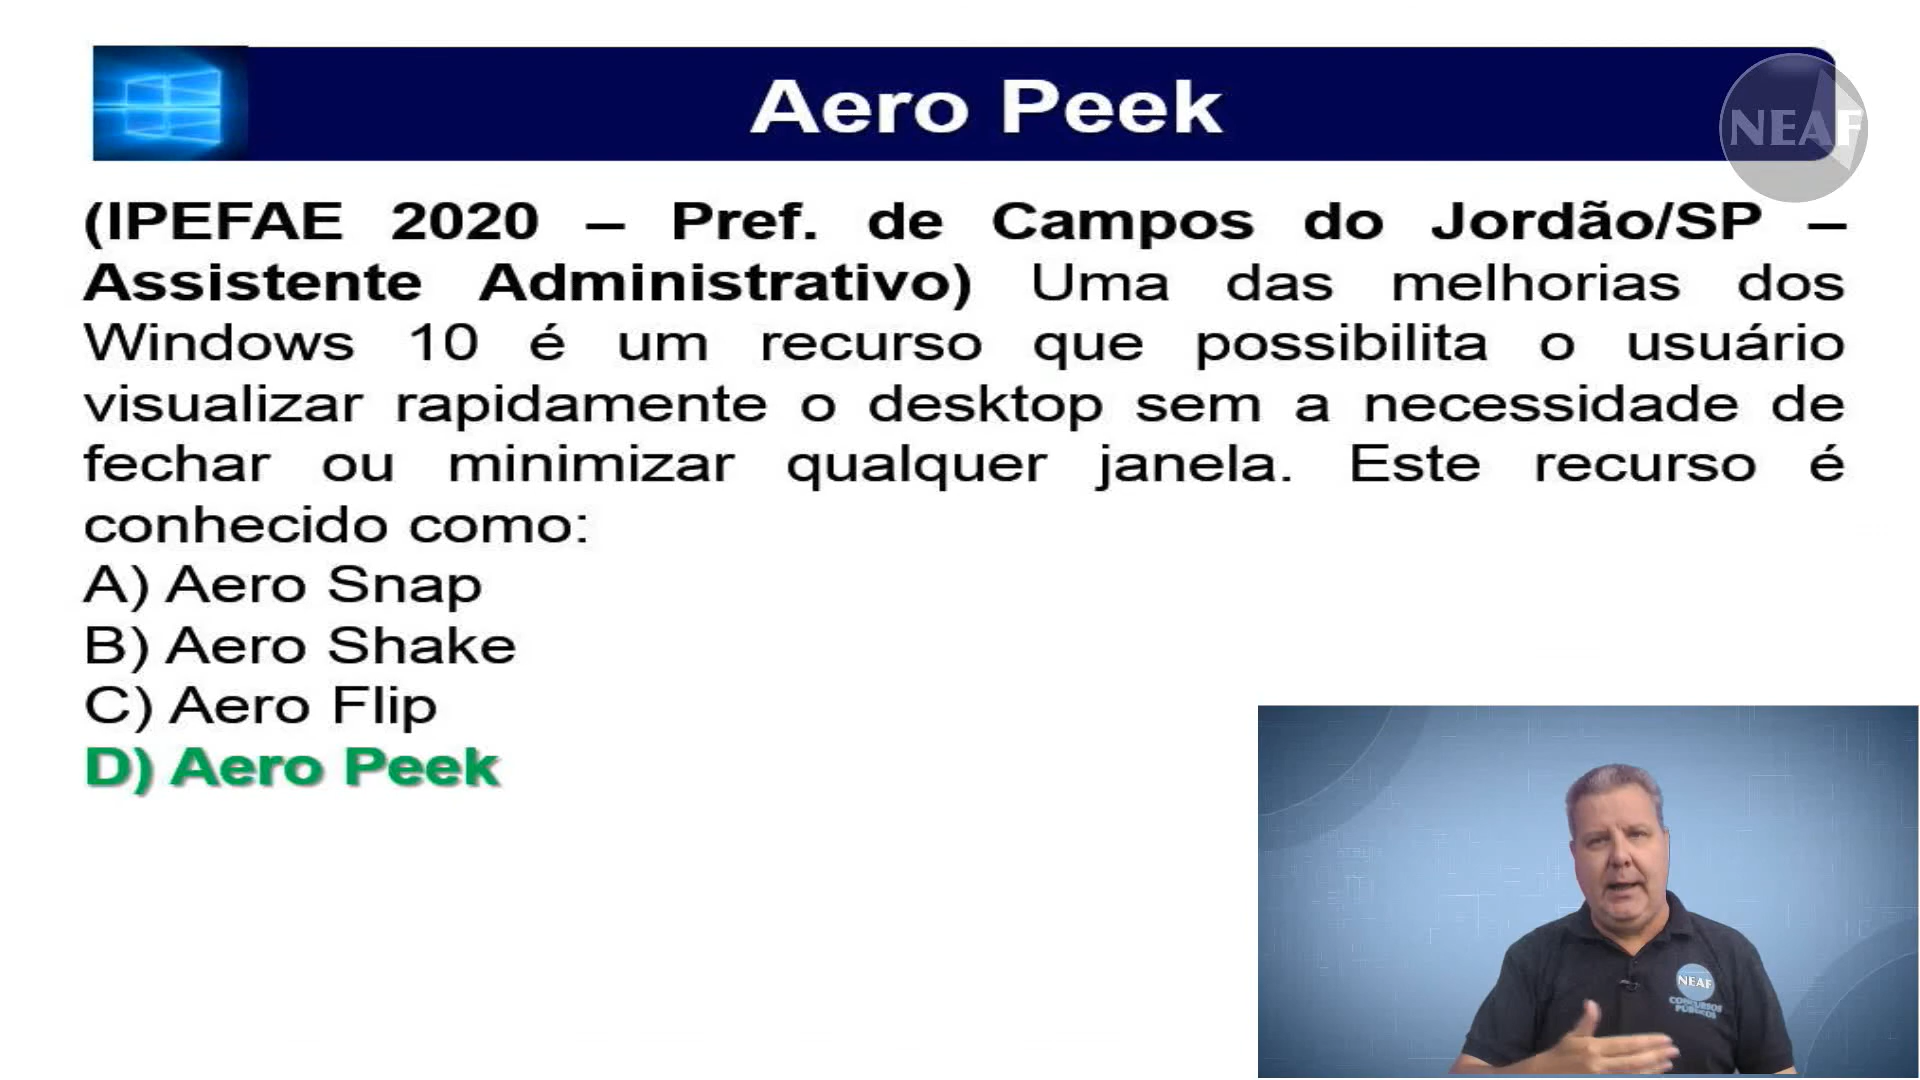 Aero Peek
NEAF
(IPEFAE 2020 – Pref. de Campos do Jordão/SP –
Assistente Administrativo) Uma das melhorias dos
Windows 10 é um recurso que possibilita o usuário
visualizar rapidamente o desktop sem a necessidade de
fechar ou minimizar qualquer janela. Este recurso é
conhecido como:
A) Aero Snap
B) Aero Shake
C) Aero Flip
D) Aero Peek
NEAF
CONCURSOS
PÚBLICOS